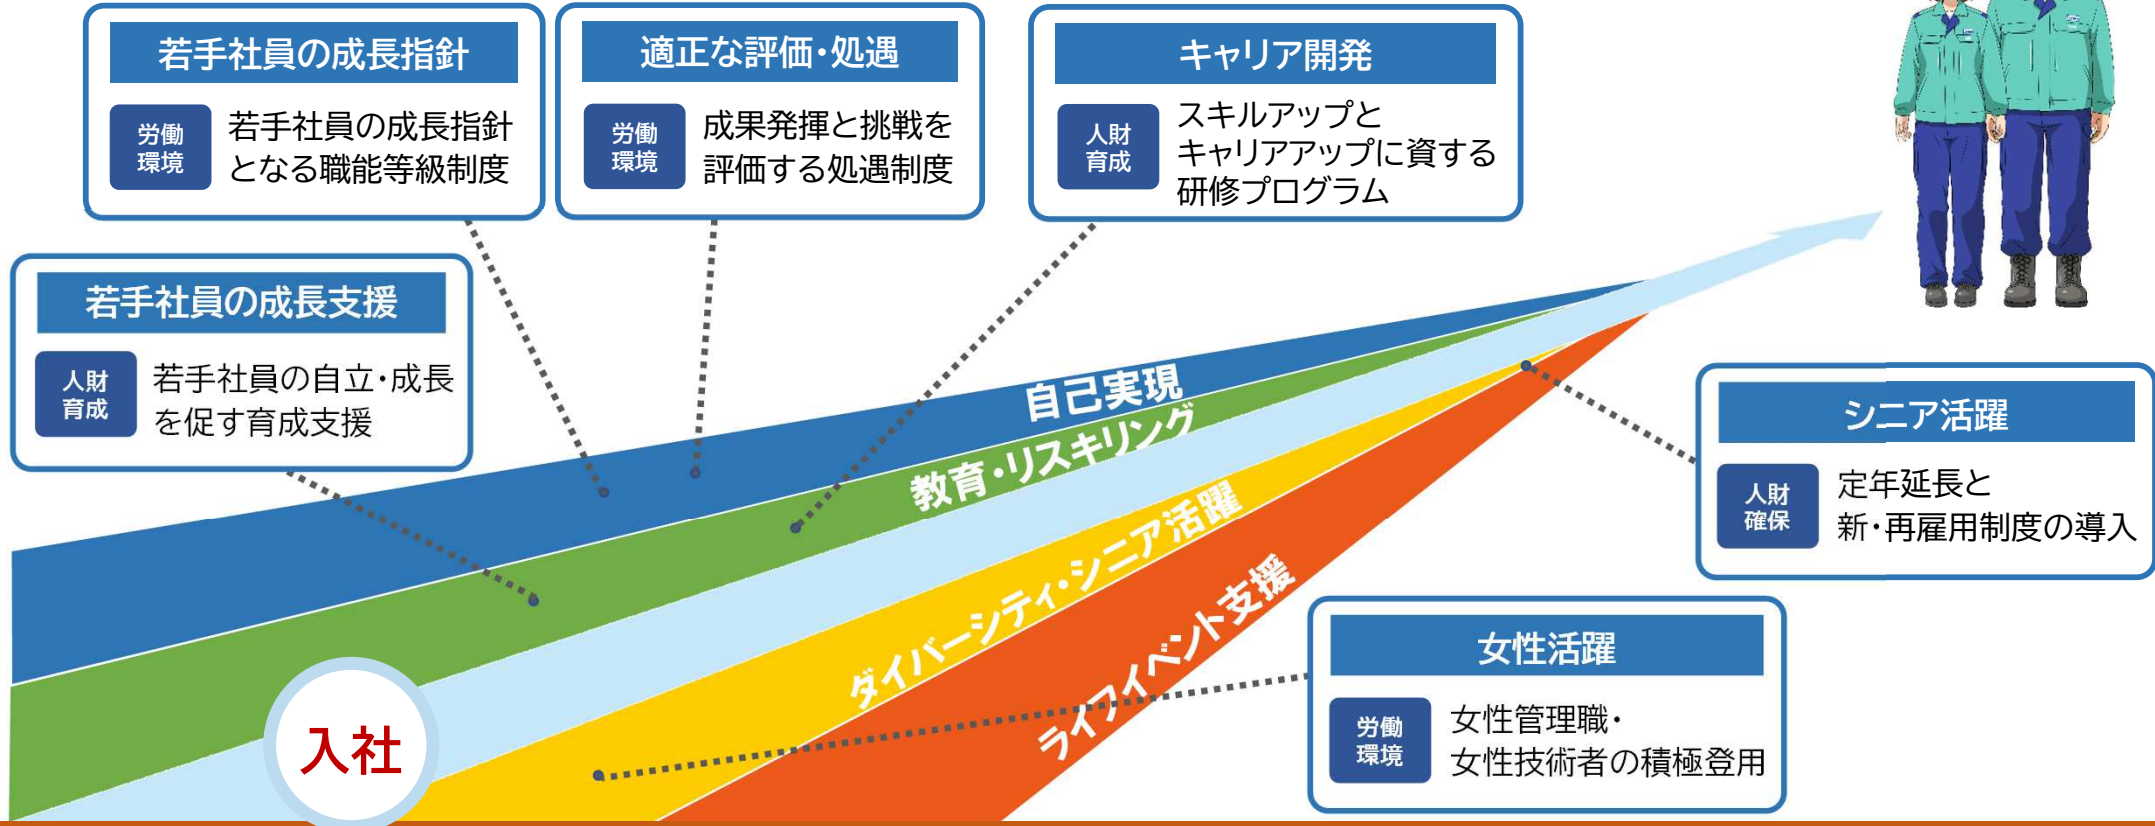 若手社員の成長指針
労働
環境
若手社員の成長指針
となる職能等級制度
適正な評価・処遇
労働
環境
成果発揮と挑戦を
評価する処遇制度
キャリア開発
人財
育成
スキルアップと
キャリアアップに資する
研修プログラム
若手社員の成長支援
人財
育成
若手社員の自立・成長
を促す育成支援
自己実現
教育・リスキリング
ダイバーシティ・シニア活躍
ライフイベント支援
シニア活躍
人財
確保
定年延長と
新・再雇用制度の導入
女性活躍
労働
環境
女性管理職・
女性技術者の積極登用
入社